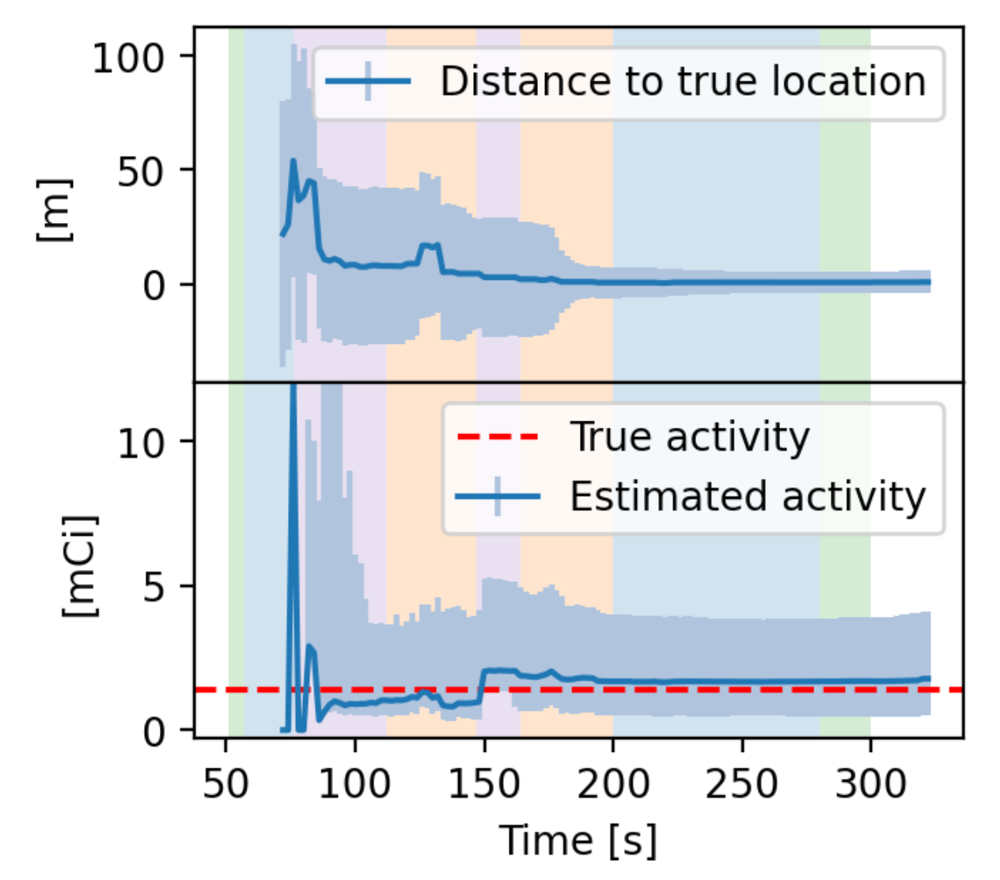 100
50
0
[m]
Distance to true location
10
5
0
[mCi]
True activity
Estimated activity
50 100 150 200 250 300
Time [s]